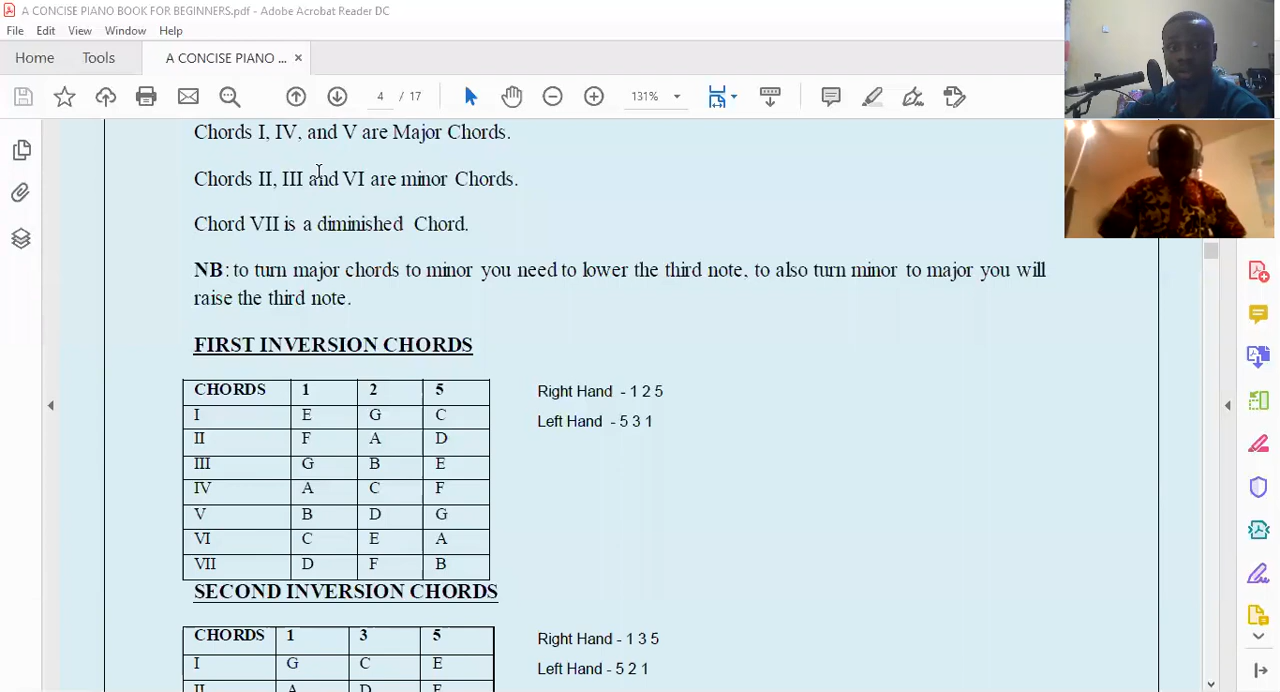 A CONCISE PIANO BOOK FOR BEGINNERS.pdf - Adobe Acrobat Reader DC
File Edit View Window Help
Home Tools A CONCISE PIANO ... ×
4 / 17 131%
Chords I, IV, and V are Major Chords.
Chords II, III and VI are minor Chords.
Chord VII is a diminished Chord.
NB: to turn major chords to minor you need to lower the third note, to also turn minor to major you will
raise the third note.
FIRST INVERSION CHORDS
CHORDS 1 2 5
Right Hand - 1 2 5
I E G C
Left Hand - 5 3 1
II F A D
III G B E
IV A C F
V B D G
VI C E A
VII D F B
SECOND INVERSION CHORDS
CHORDS 1 3 5
Right Hand - 1 3 5
I G C E
Left Hand - 5 2 1
II A D F